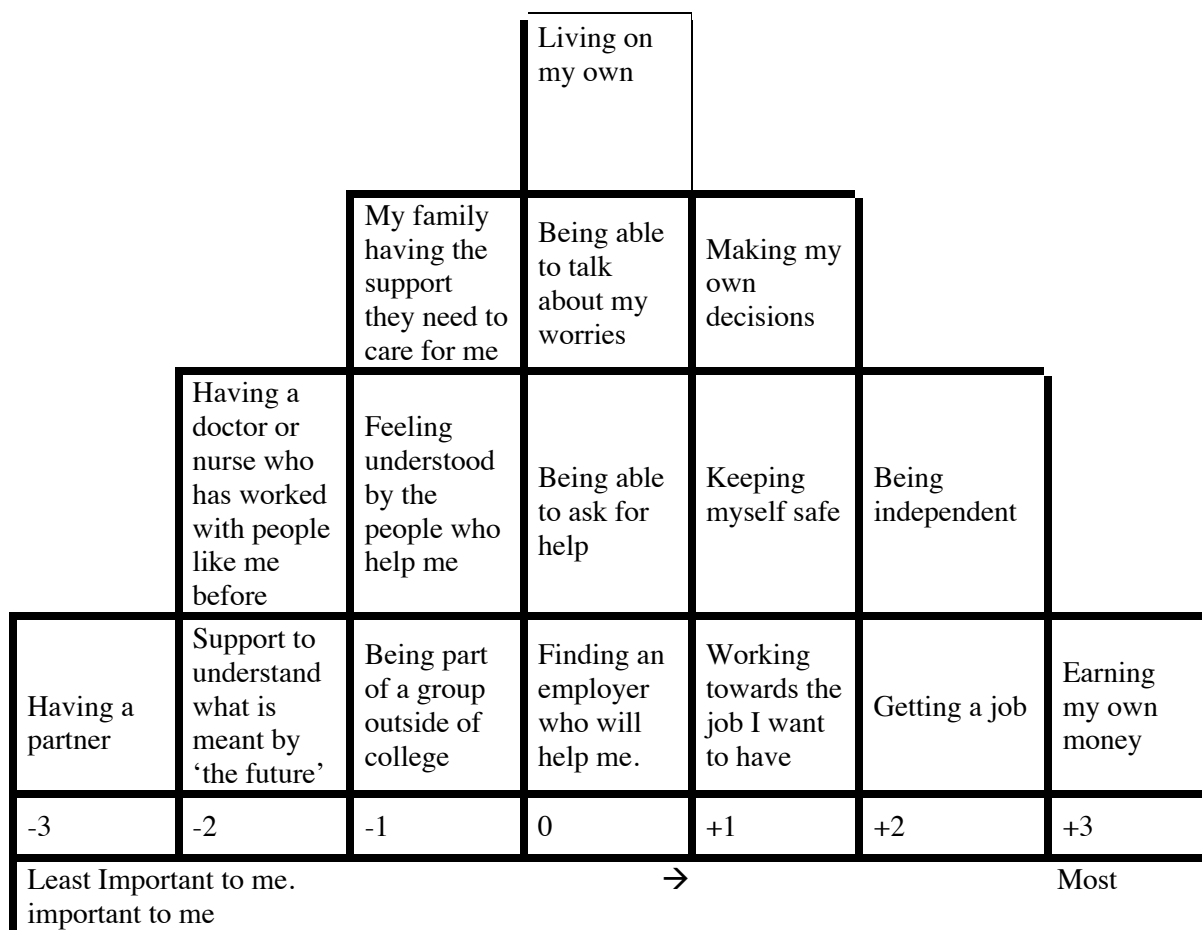 Living on
my own
My family
having the
support
they need to
care for me
Being able
to talk
about my
worries
Making my
own
decisions
Having a
doctor or
nurse who
has worked
with people
like me
before
Feeling
understood
by the
people who
help me
Being able
to ask for
help
Keeping
myself safe
Being
independent
Having a
partner
Support to
understand
what is
meant by
‘the future’
Being part
of a group
outside of
college
Finding an
employer
who will
help me.
Working
towards the
job I want
to have
Getting a job
Earning
my own
money
-3 -2 -1 0 +1 +2 +3
Least Important to me. → Most
important to me